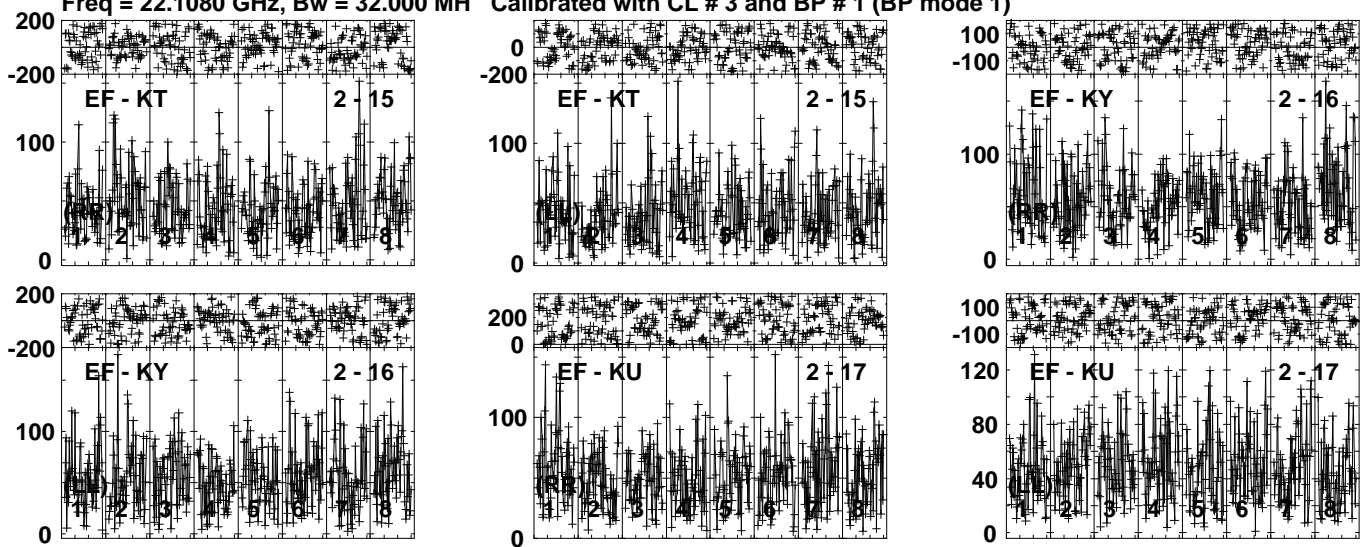 Freq = 22.1080 GHz, Bw = 32.000 MH Calibrated with CL # 3 and BP # 1 (BP mode 1)
200
-200
EF - KT 2 - 15
100
(RR)
1 2 3 4 5 6 7 8
0
0
-200
EF - KT 2 - 15
100
(LL)
1 2 3 4 5 6 7 8
0
100
-100
EF - KY 2 - 16
100
(RR)
1 2 3 4 5 6 7 8
0
200
-200
EF - KY 2 - 16
100
(LL)
1 2 3 4 5 6 7 8
0
200
0
EF - KU 2 - 17
100
(RR)
1 2 3 4 5 6 7 8
0
100
-100
120
EF - KU 2 - 17
80
40
(LL)
1 2 3 4 5 6 7 8
0